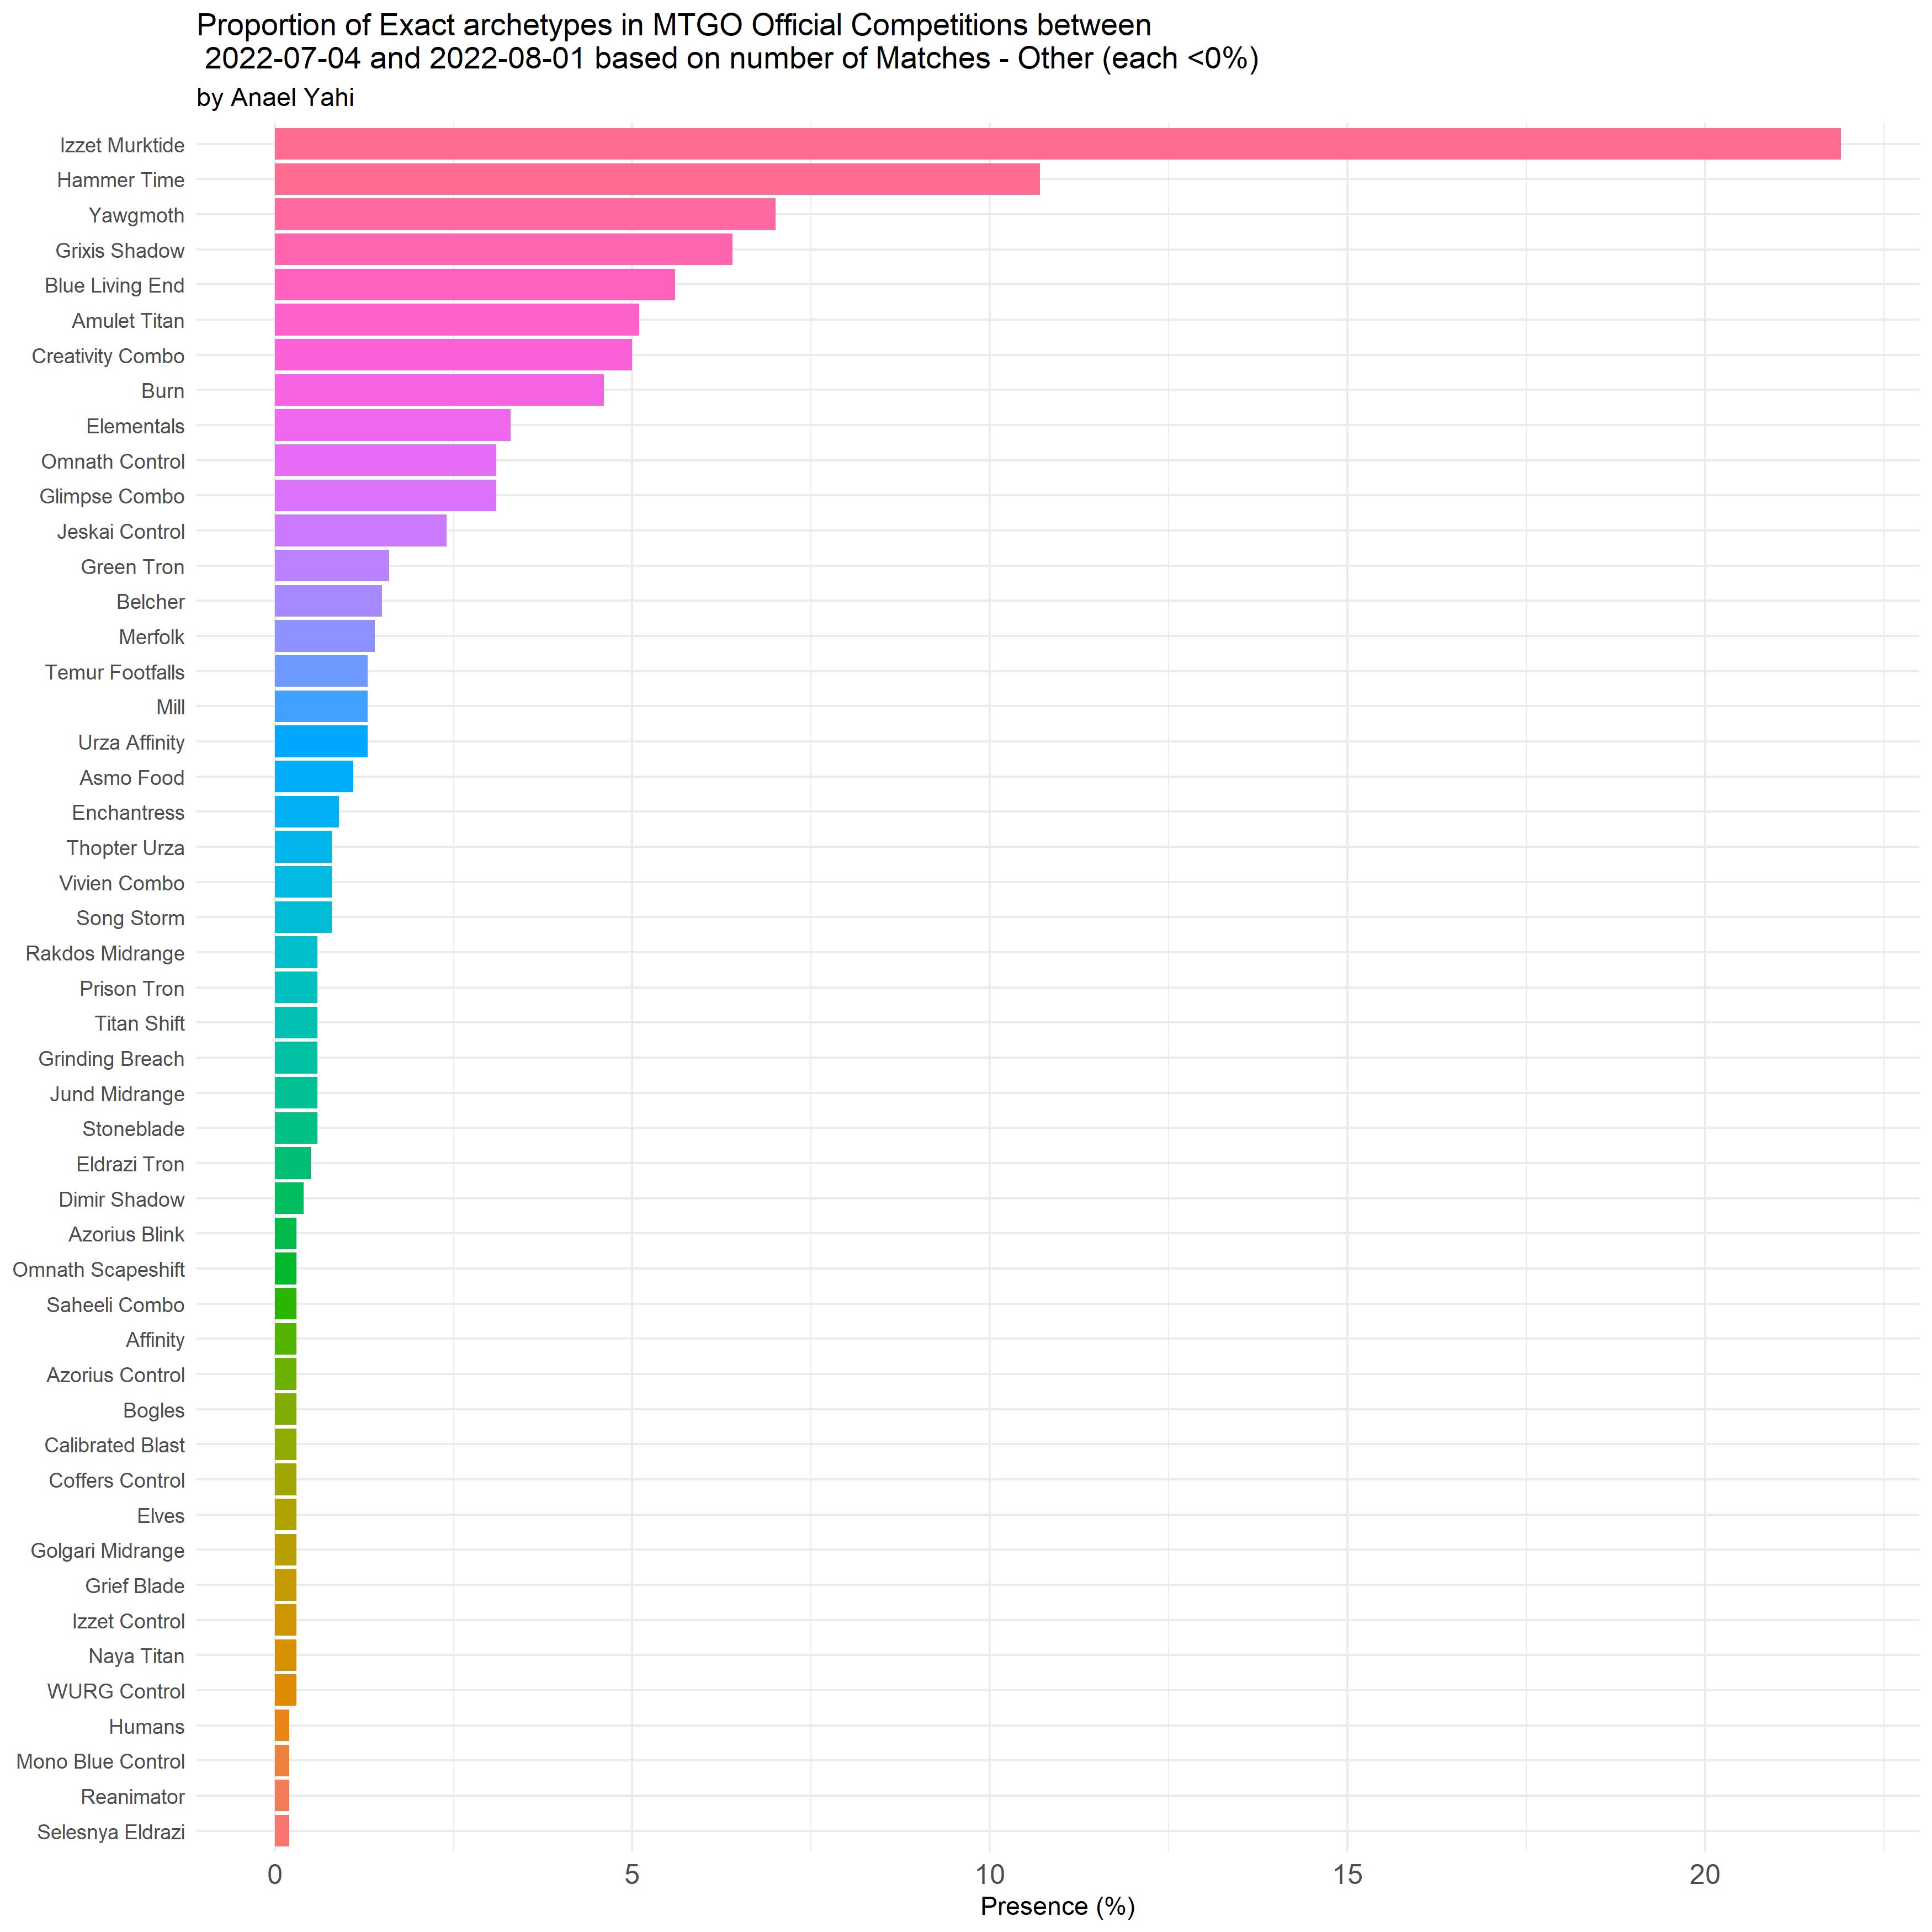 Proportion of Exact archetypes in MTGO Official Competitions between
2022-07-04 and 2022-08-01 based on number of Matches - Other (each <0%)
by Anael Yahi
Izzet Murktide
Hammer Time
Yawgmoth
Grixis Shadow
Blue Living End
Amulet Titan
Creativity Combo
Burn
Elementals
Omnath Control
Glimpse Combo
Jeskai Control
Green Tron
Belcher
Merfolk
Temur Footfalls
Mill
Urza Affinity
Asmo Food
Enchantress
Thopter Urza
Vivien Combo
Song Storm
Rakdos Midrange
Prison Tron
Titan Shift
Grinding Breach
Jund Midrange
Stoneblade
Eldrazi Tron
Dimir Shadow
Azorius Blink
Omnath Scapeshift
Saheeli Combo
Affinity
Azorius Control
Bogles
Calibrated Blast
Coffers Control
Elves
Golgari Midrange
Grief Blade
Izzet Control
Naya Titan
WURG Control
Humans
Mono Blue Control
Reanimator
Selesnya Eldrazi
0 5 10 15 20
Presence (%)